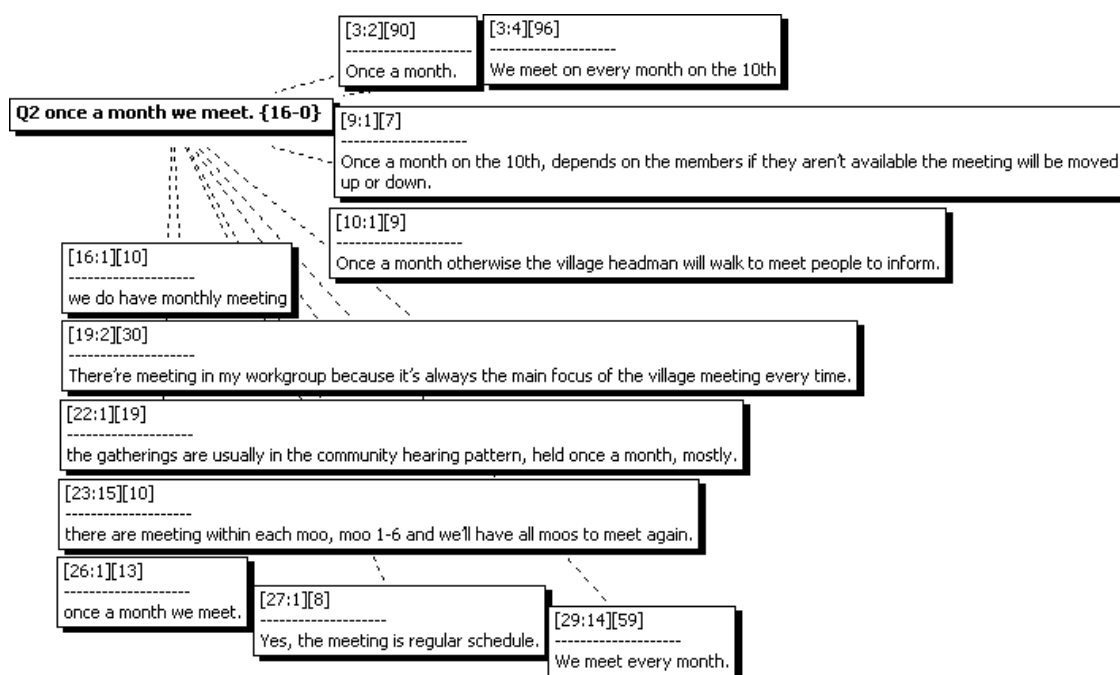 [3:2][90]
--------------------
Once a month.
[3:4][96]
--------------------
We meet on every month on the 10th
Q2 once a month we meet. {16-0}
[9:1][7]
--------------------
Once a month on the 10th, depends on the members if they aren't available the meeting will be moved
up or down.
[10:1][9]
--------------------
Once a month otherwise the village headman will walk to meet people to inform.
[16:1][10]
--------------------
we do have monthly meeting
[19:2][30]
--------------------
There're meeting in my workgroup because it's always the main focus of the village meeting every time.
[22:1][19]
--------------------
the gatherings are usually in the community hearing pattern, held once a month, mostly.
[23:15][10]
--------------------
there are meeting within each moo, moo 1-6 and we'll have all moos to meet again.
[26:1][13]
--------------------
once a month we meet.
[27:1][8]
--------------------
Yes, the meeting is regular schedule.
[29:14][59]
--------------------
We meet every month.